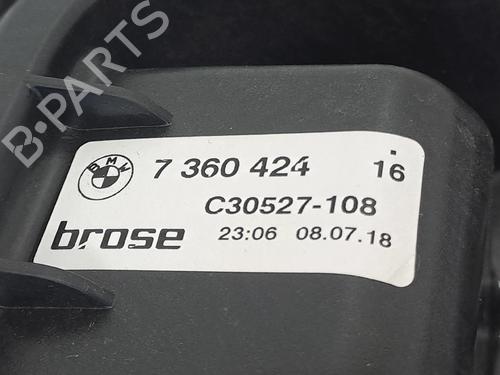 B-PARTS
BMW
7 360 424 16
C30527-108
brose
23:06 08.07.18